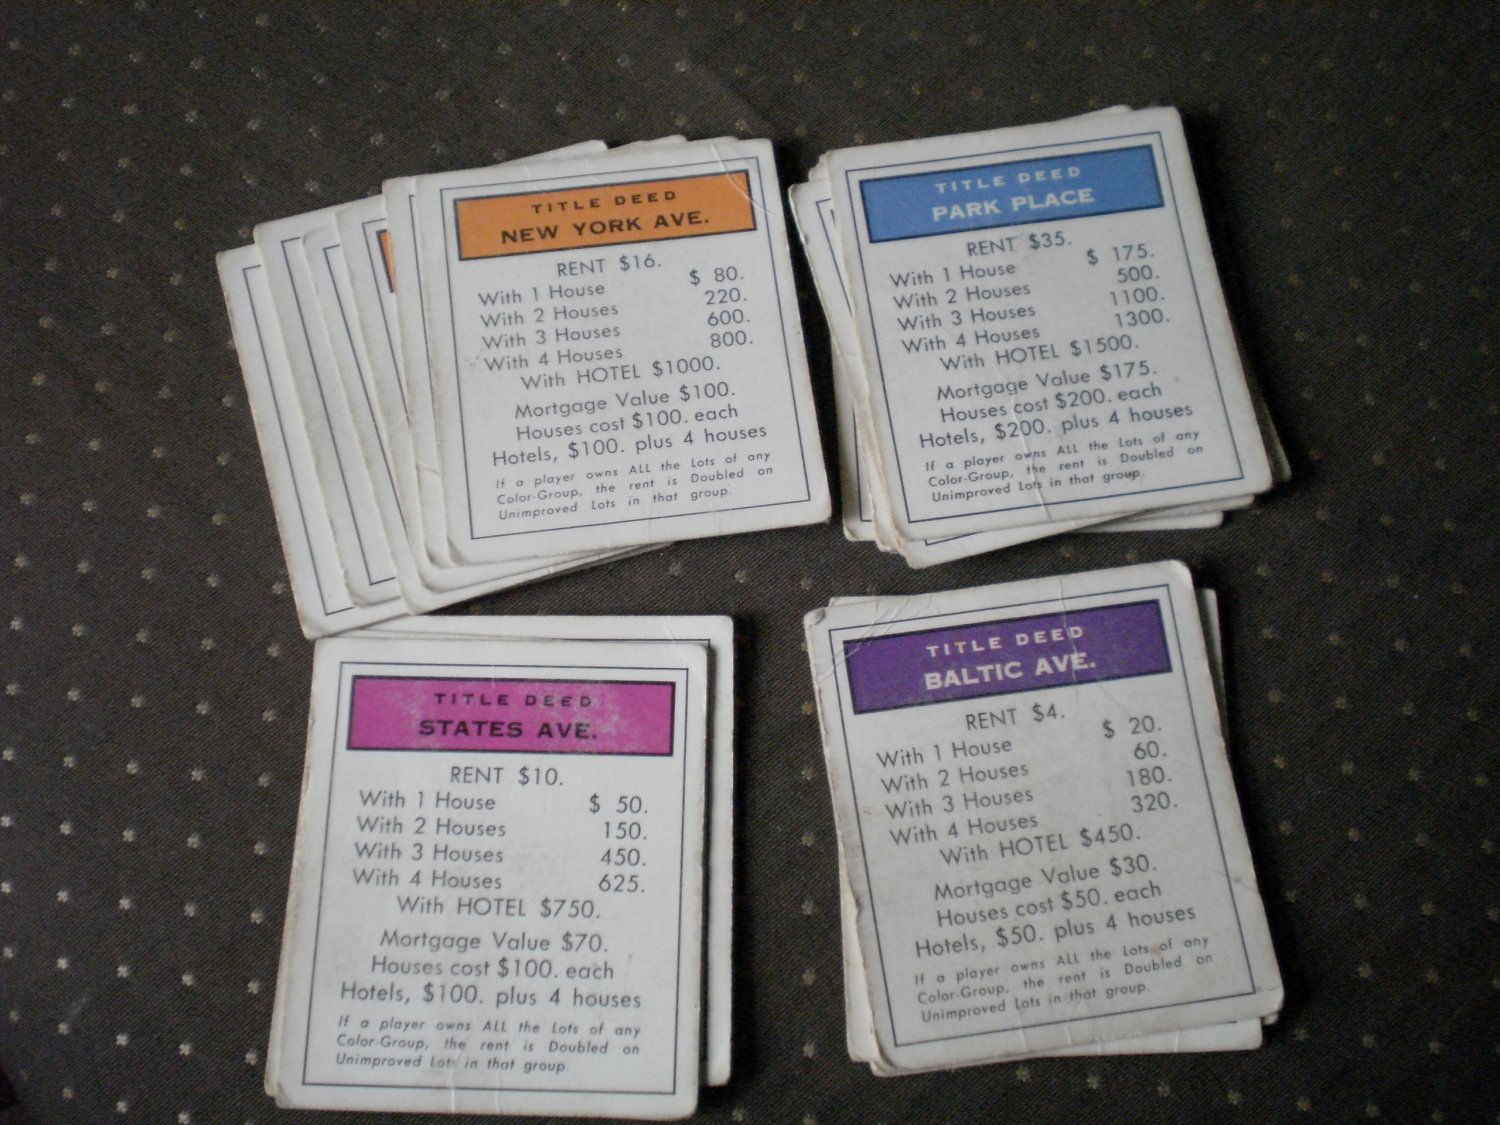 TITLE DEED
NEW YORK AVE.
RENT $16.
With 1 House $ 80.
With 2 Houses 220.
With 3 Houses 600.
With 4 Houses 800.
With HOTEL $1000.
Mortgage Value $100.
Houses cost $100. each
Hotels, $100. plus 4 houses
If a player owns ALL the Lots of any
Color-Group, the rent is Doubled on
Unimproved Lots in that group.
TITLE DEED
PARK PLACE
RENT $35.
With 1 House $ 175.
With 2 Houses 500.
With 3 Houses 1100.
With 4 Houses 1300.
With HOTEL $1500.
Mortgage Value $175.
Houses cost $200. each
Hotels, $200. plus 4 houses
If a player owns ALL the Lots of any
Color-Group, the rent is Doubled on
Unimproved Lots in that group.
TITLE DEED
STATES AVE.
RENT $10.
With 1 House $ 50.
With 2 Houses 150.
With 3 Houses 450.
With 4 Houses 625.
With HOTEL $750.
Mortgage Value $70.
Houses cost $100. each
Hotels, $100. plus 4 houses
If a player owns ALL the Lots of any
Color-Group, the rent is Doubled on
Unimproved Lots in that group.
TITLE DEED
BALTIC AVE.
RENT $4.
With 1 House $ 20.
With 2 Houses 60.
With 3 Houses 180.
With 4 Houses 320.
With HOTEL $450.
Mortgage Value $30.
Houses cost $50. each
Hotels, $50. plus 4 houses
If a player owns ALL the Lots of any
Color-Group, the rent is Doubled on
Unimproved Lots in that group.